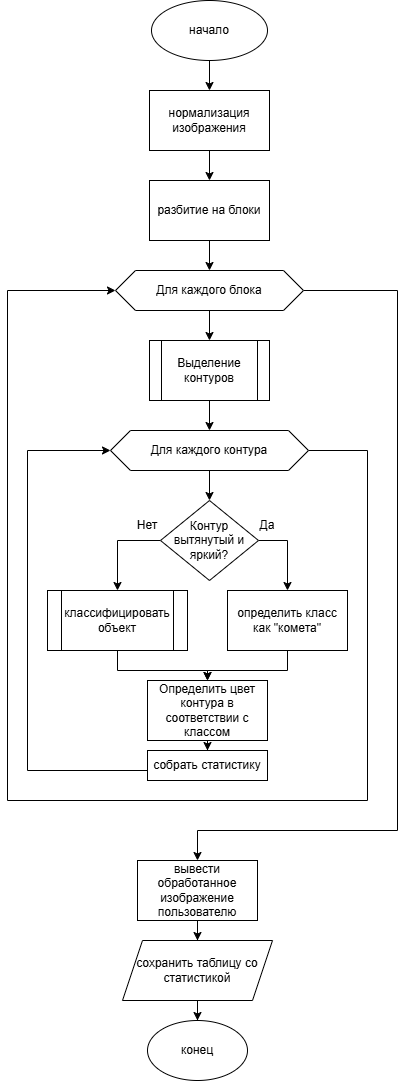 начало
нормализация
изображения
разбитие на блоки
Для каждого блока
Выделение
контуров
Для каждого контура
Нет
Контур
вытянутый и
яркий?
Да
классифицировать
объект
определить класс
как "комета"
Определить цвет
контура в
соответствии с
классом
собрать статистику
вывести
обработанное
изображение
пользователю
сохранить таблицу со
статистикой
конец